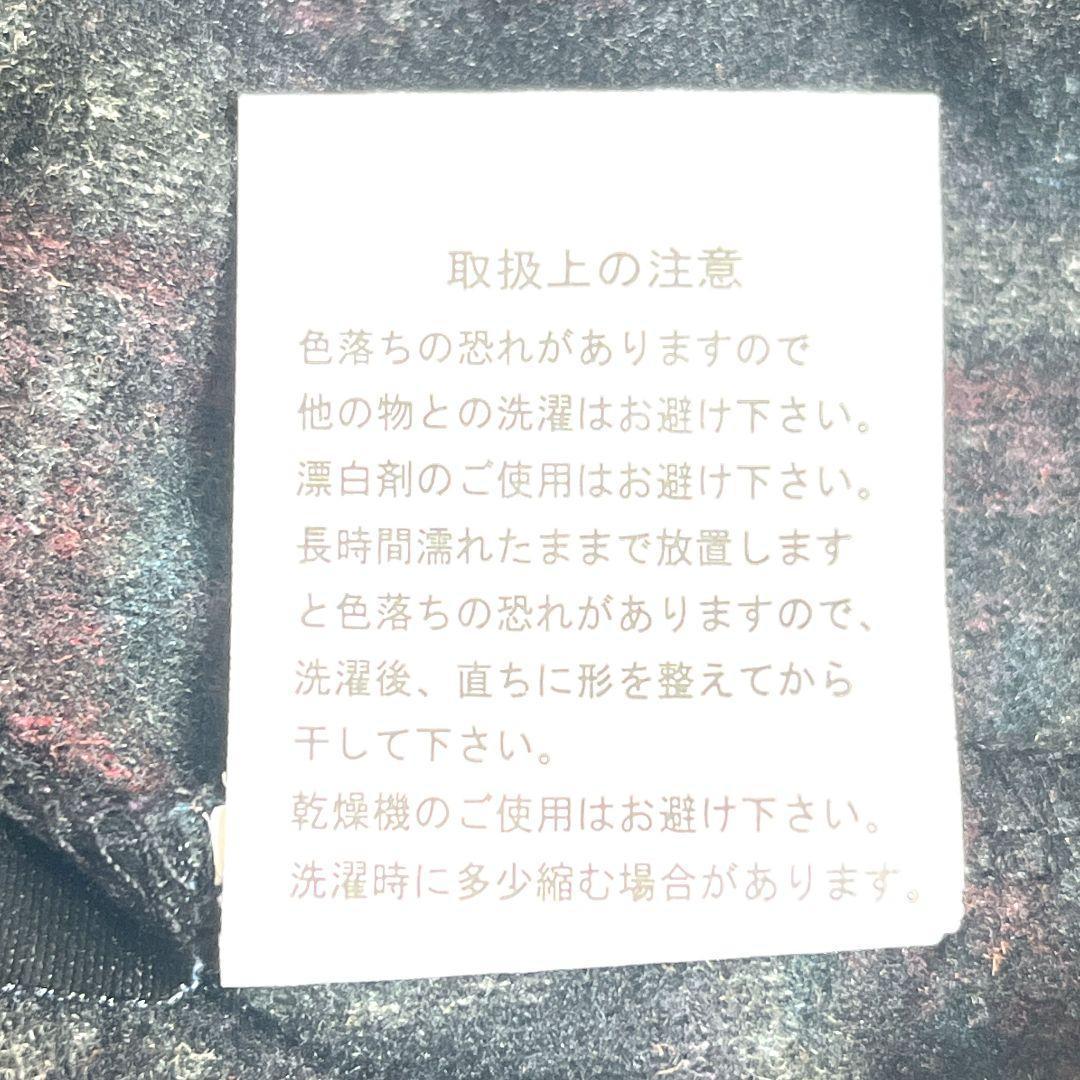 取扱上の注意
色落ちの恐れがありますので
他の物との洗濯はお避け下さい。
漂白剤のご使用はお避け下さい。
長時間濡れたままで放置します
と色落ちの恐れがありますので、
洗濯後、直ちに形を整えてから
干して下さい。
乾燥機のご使用はお避け下さい。
洗濯時に多少縮む場合があります。